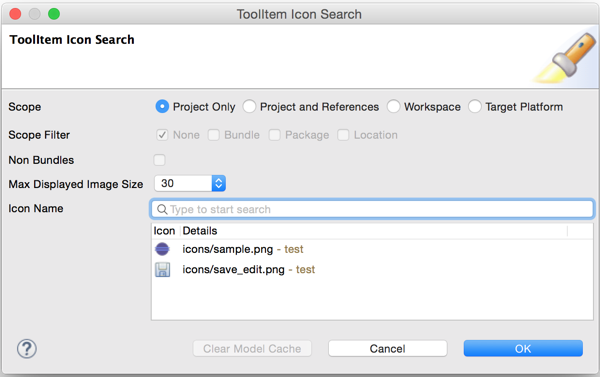 ToolItem Icon Search
ToolItem Icon Search
Scope Project Only Project and References Workspace Target Platform
Scope Filter None Bundle Package Location
Non Bundles
Max Displayed Image Size 30
Icon Name Type to start search
Icon Details
icons/sample.png - test
icons/save_edit.png - test
? Clear Model Cache Cancel OK